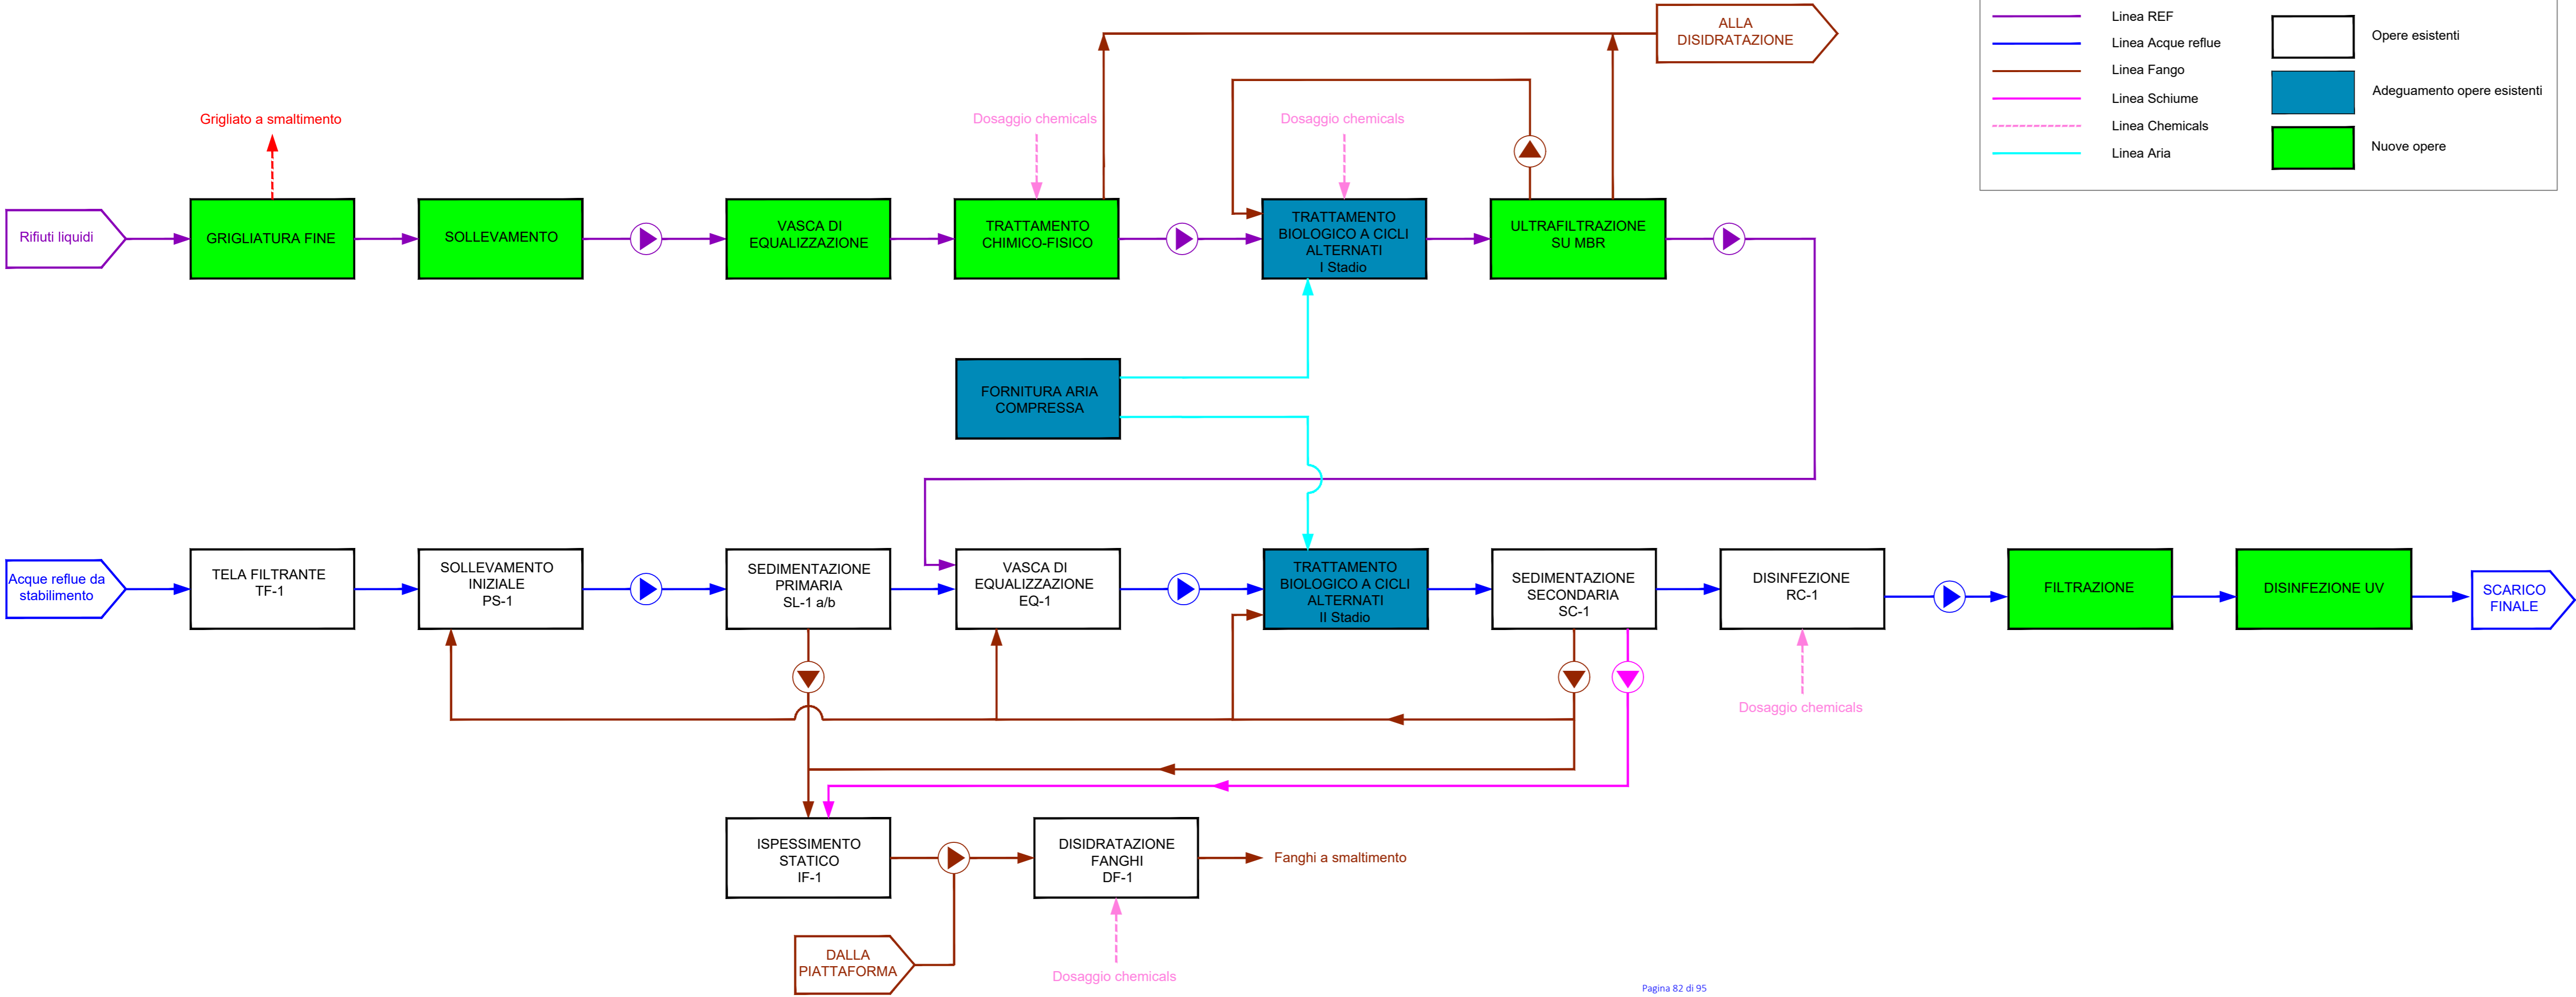 ALLA
DISIDRATAZIONE
Linea REF
Linea Acque reflue
Linea Fango
Linea Schiume
Linea Chemicals
Linea Aria
Opere esistenti
Adeguamento opere esistenti
Nuove opere
Grigliato a smaltimento
Dosaggio chemicals
Dosaggio chemicals
Rifiuti liquidi
GRIGLIATURA FINE
SOLLEVAMENTO
VASCA DI
EQUALIZZAZIONE
TRATTAMENTO
CHIMICO-FISICO
TRATTAMENTO
BIOLOGICO A CICLI
ALTERNATI
I Stadio
ULTRAFILTRAZIONE
SU MBR
FORNITURA ARIA
COMPRESSA
Acque reflue da
stabilimento
TELA FILTRANTE
TF-1
SOLLEVAMENTO
INIZIALE
PS-1
SEDIMENTAZIONE
PRIMARIA
SL-1 a/b
VASCA DI
EQUALIZZAZIONE
EQ-1
TRATTAMENTO
BIOLOGICO A CICLI
ALTERNATI
II Stadio
SEDIMENTAZIONE
SECONDARIA
SC-1
DISINFEZIONE
RC-1
FILTRAZIONE
DISINFEZIONE UV
SCARICO
FINALE
Dosaggio chemicals
ISPESSIMENTO
STATICO
IF-1
DISIDRATAZIONE
FANGHI
DF-1
Fanghi a smaltimento
DALLA
PIATTAFORMA
Dosaggio chemicals
Pagina 82 di 95